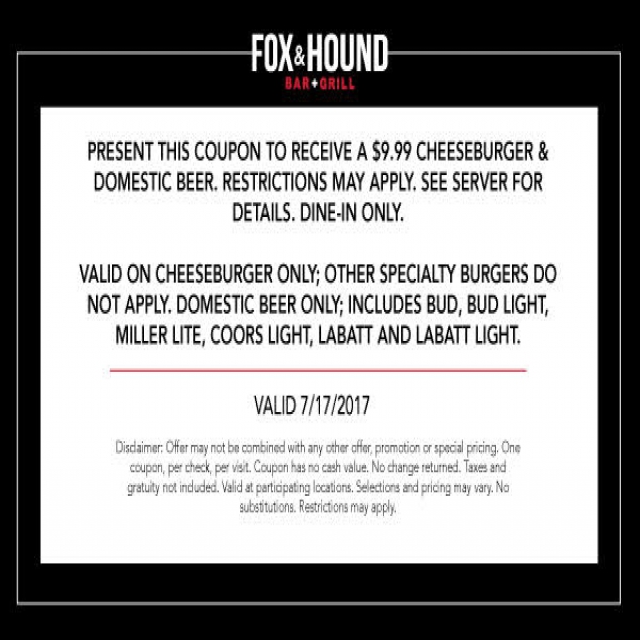 FOX & HOUND
BAR + GRILL
PRESENT THIS COUPON TO RECEIVE A $9.99 CHEESEBURGER &
DOMESTIC BEER. RESTRICTIONS MAY APPLY. SEE SERVER FOR
DETAILS. DINE-IN ONLY.
VALID ON CHEESEBURGER ONLY; OTHER SPECIALTY BURGERS DO
NOT APPLY. DOMESTIC BEER ONLY; INCLUDES BUD, BUD LIGHT,
MILLER LITE, COORS LIGHT, LABATT AND LABATT LIGHT.
VALID 7/17/2017
Disclaimer: Offer may not be combined with any other offer, promotion or special pricing. One
coupon, per check, per visit. Coupon has no cash value. No change returned. Taxes and
gratuity not included. Valid at participating locations. Selections and pricing may vary. No
substitutions. Restrictions may apply.